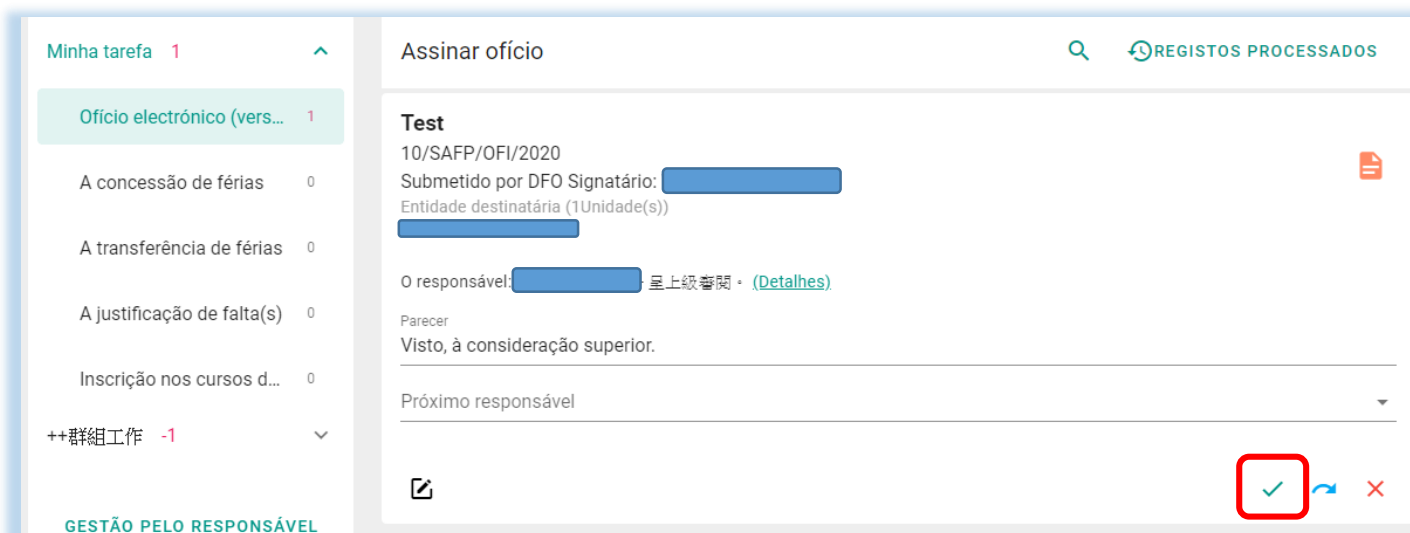 Minha tarefa 1
Ofício electrónico (vers... 1
A concessão de férias 0
A transferência de férias 0
A justificação de falta(s) 0
Inscrição nos cursos d... 0
++群組工作 -1
GESTÃO PELO RESPONSÁVEL
Assinar ofício
REGISTOS PROCESSADOS
Test
10/SAFP/OFI/2020
Submetido por DFO Signatário:
Entidade destinatária (1Unidade(s))
O responsável: 呈上級審閱。 (Detalhes)
Parecer
Visto, à consideração superior.
Próximo responsável